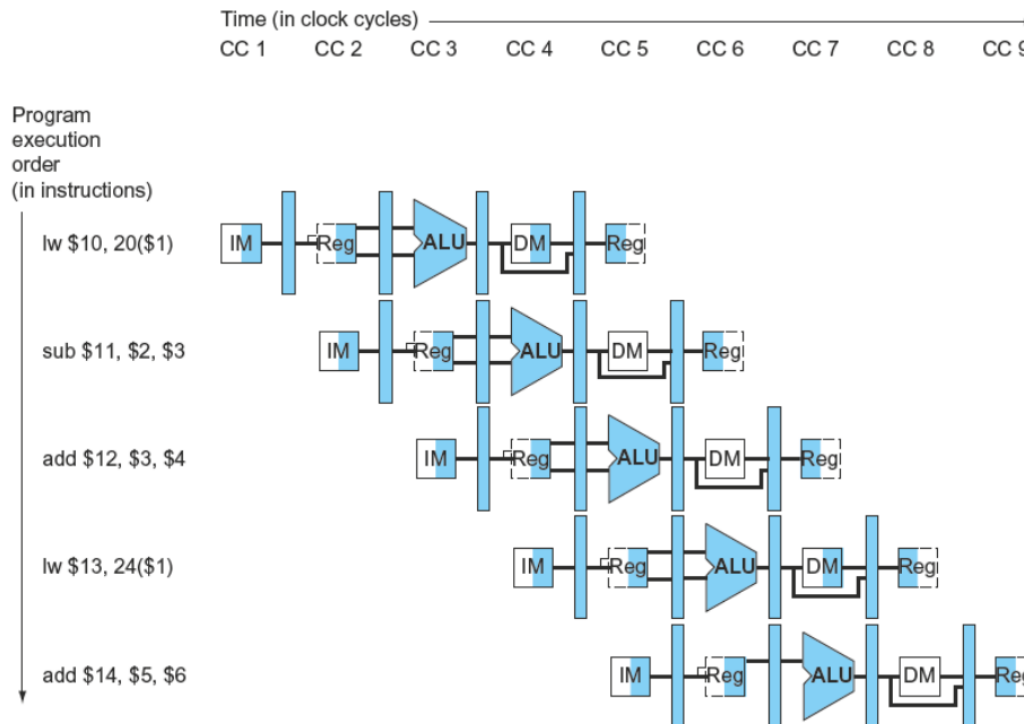 Time (in clock cycles)
CC 1 CC 2 CC 3 CC 4 CC 5 CC 6 CC 7 CC 8 CC 9
Program
execution
order
(in instructions)
lw $10, 20($1) IM Reg ALU DM Reg
sub $11, $2, $3 IM Reg ALU DM Reg
add $12, $3, $4 IM Reg ALU DM Reg
lw $13, 24($1) IM Reg ALU DM Reg
add $14, $5, $6 IM Reg ALU DM Reg